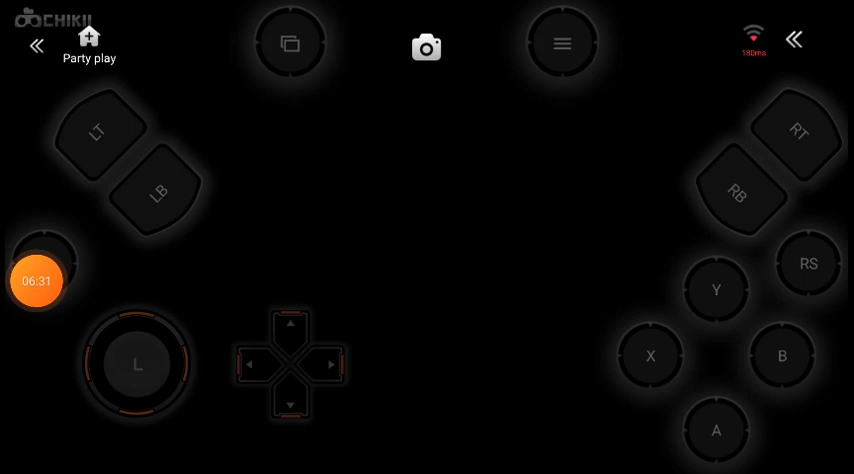 CHIKII
Party play
180ms
LT
RT
LB
RB
RS
06:31
Y
L
X
B
A